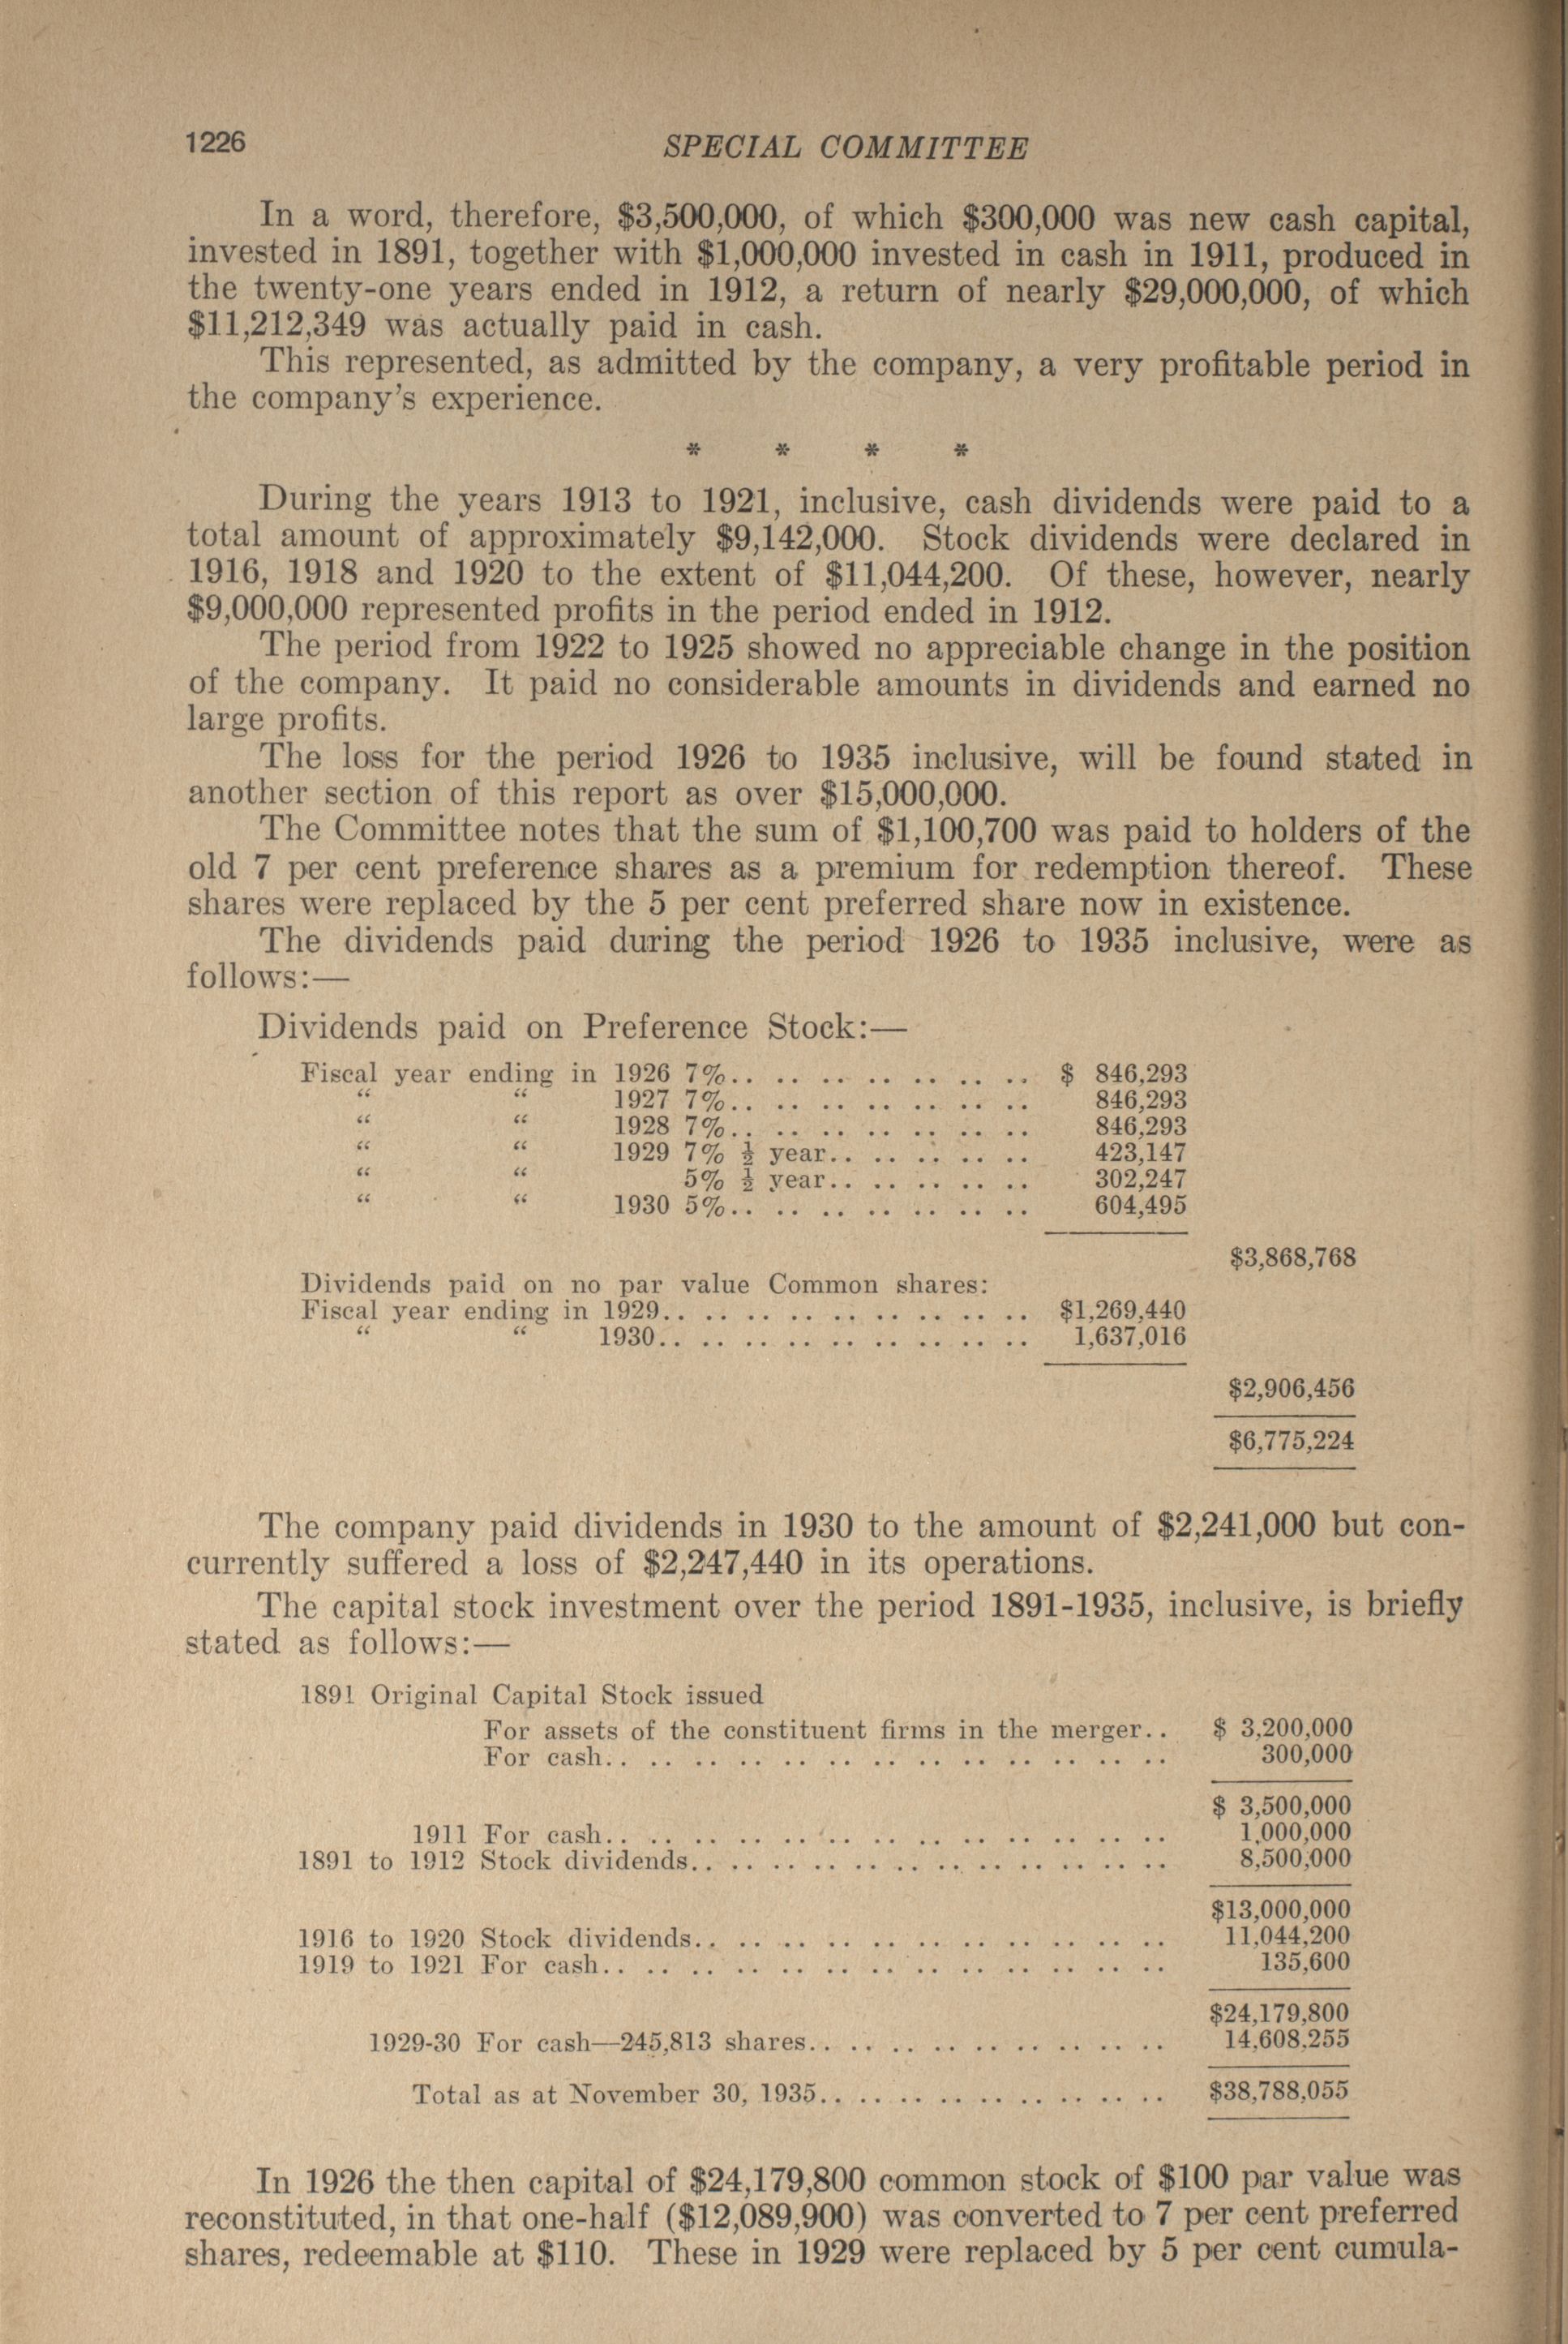 1226 SPECIAL COMMITTEE
In a word, therefore, $3,500,000, of which $300,000 was new cash capital,
invested in 1891, together with $1,000,000 invested in cash in 1911, produced in
the twenty-one years ended in 1912, a return of nearly $29,000,000, of which
$11,212,349 was actually paid in cash.
This represented, as admitted by the company, a very profitable period in
the company's experience.
* * * *
During the years 1913 to 1921, inclusive, cash dividends were paid to a
total amount of approximately $9,142,000. Stock dividends were declared in
1916, 1918 and 1920 to the extent of $11,044,200. Of these, however, nearly
$9,000,000 represented profits in the period ended in 1912.
The period from 1922 to 1925 showed no appreciable change in the position
of the company. It paid no considerable amounts in dividends and earned no
large profits.
The loss for the period 1926 to 1935 inclusive, will be found stated in
another section of this report as over $15,000,000.
The Committee notes that the sum of $1,100,700 was paid to holders of the
old 7 per cent preference shares as a premium for redemption thereof. These
shares were replaced by the 5 per cent preferred share now in existence.
The dividends paid during the period 1926 to 1935 inclusive, were as
follows:—
Dividends paid on Preference Stock:—
Fiscal year ending in 1926 7%.. .. .. .. .. .. .. $ 846,293
" " 1927 7%.. .. .. .. .. .. .. 846,293
" " 1928 7%.. .. .. .. .. .. .. 846,293
" " 1929 7% ½ year.. .. .. .. .. 423,147
" " 5% ½ year.. .. .. .. .. 302,247
" " 1930 5%.. .. .. .. .. .. .. 604,495
$3,868,768
Dividends paid on no par value Common shares:
Fiscal year ending in 1929.. .. .. .. .. .. .. .. .. $1,269,440
" " 1930.. .. .. .. .. .. .. .. .. 1,637,016
$2,906,456
$6,775,224
The company paid dividends in 1930 to the amount of $2,241,000 but con-
currently suffered a loss of $2,247,440 in its operations.
The capital stock investment over the period 1891-1935, inclusive, is briefly
stated as follows:—
1891 Original Capital Stock issued
For assets of the constituent firms in the merger.. $ 3,200,000
For cash.. .. .. .. .. .. .. .. .. .. .. .. .. 300,000
$ 3,500,000
1911 For cash.. .. .. .. .. .. .. .. .. .. .. .. .. 1,000,000
1891 to 1912 Stock dividends.. .. .. .. .. .. .. .. .. .. .. 8,500,000
$13,000,000
1916 to 1920 Stock dividends.. .. .. .. .. .. .. .. .. .. .. 11,044,200
1919 to 1921 For cash.. .. .. .. .. .. .. .. .. .. .. .. .. 135,600
$24,179,800
1929-30 For cash—245,813 shares.. .. .. .. .. .. .. .. .. 14,608,255
Total as at November 30, 1935.. .. .. .. .. .. .. .. .. $38,788,055
In 1926 the then capital of $24,179,800 common stock of $100 par value was
reconstituted, in that one-half ($12,089,900) was converted to 7 per cent preferred
shares, redeemable at $110. These in 1929 were replaced by 5 per cent cumula-